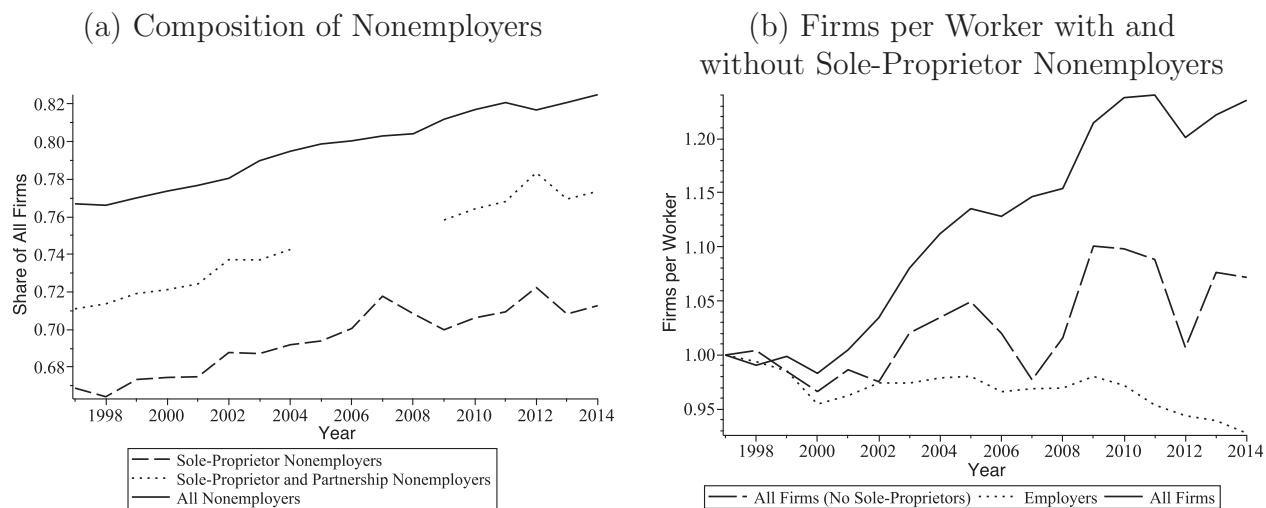 (a) Composition of Nonemployers
0.82
0.80
0.78
0.76
0.74
0.72
0.70
0.68
Share of All Firms
1998 2000 2002 2004 2006 2008 2010 2012 2014
Year
Sole-Proprietor Nonemployers
Sole-Proprietor and Partnership Nonemployers
All Nonemployers
(b) Firms per Worker with and
without Sole-Proprietor Nonemployers
1.20
1.15
1.10
1.05
1.00
0.95
Firms per Worker
1998 2000 2002 2004 2006 2008 2010 2012 2014
Year
All Firms (No Sole-Proprietors) Employers All Firms